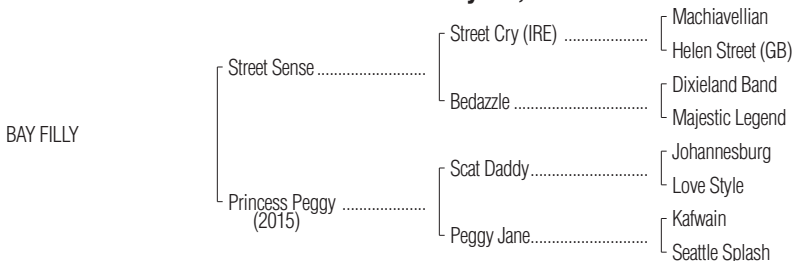 Machiavellian
Street Cry (IRE) ..................
Helen Street (GB)
Street Sense ..........................
Dixieland Band
Bedazzle .............................
Majestic Legend
BAY FILLY
Johannesburg
Scat Daddy.........................
Love Style
Princess Peggy ....................
(2015)
Kafwain
Peggy Jane.........................
Seattle Splash